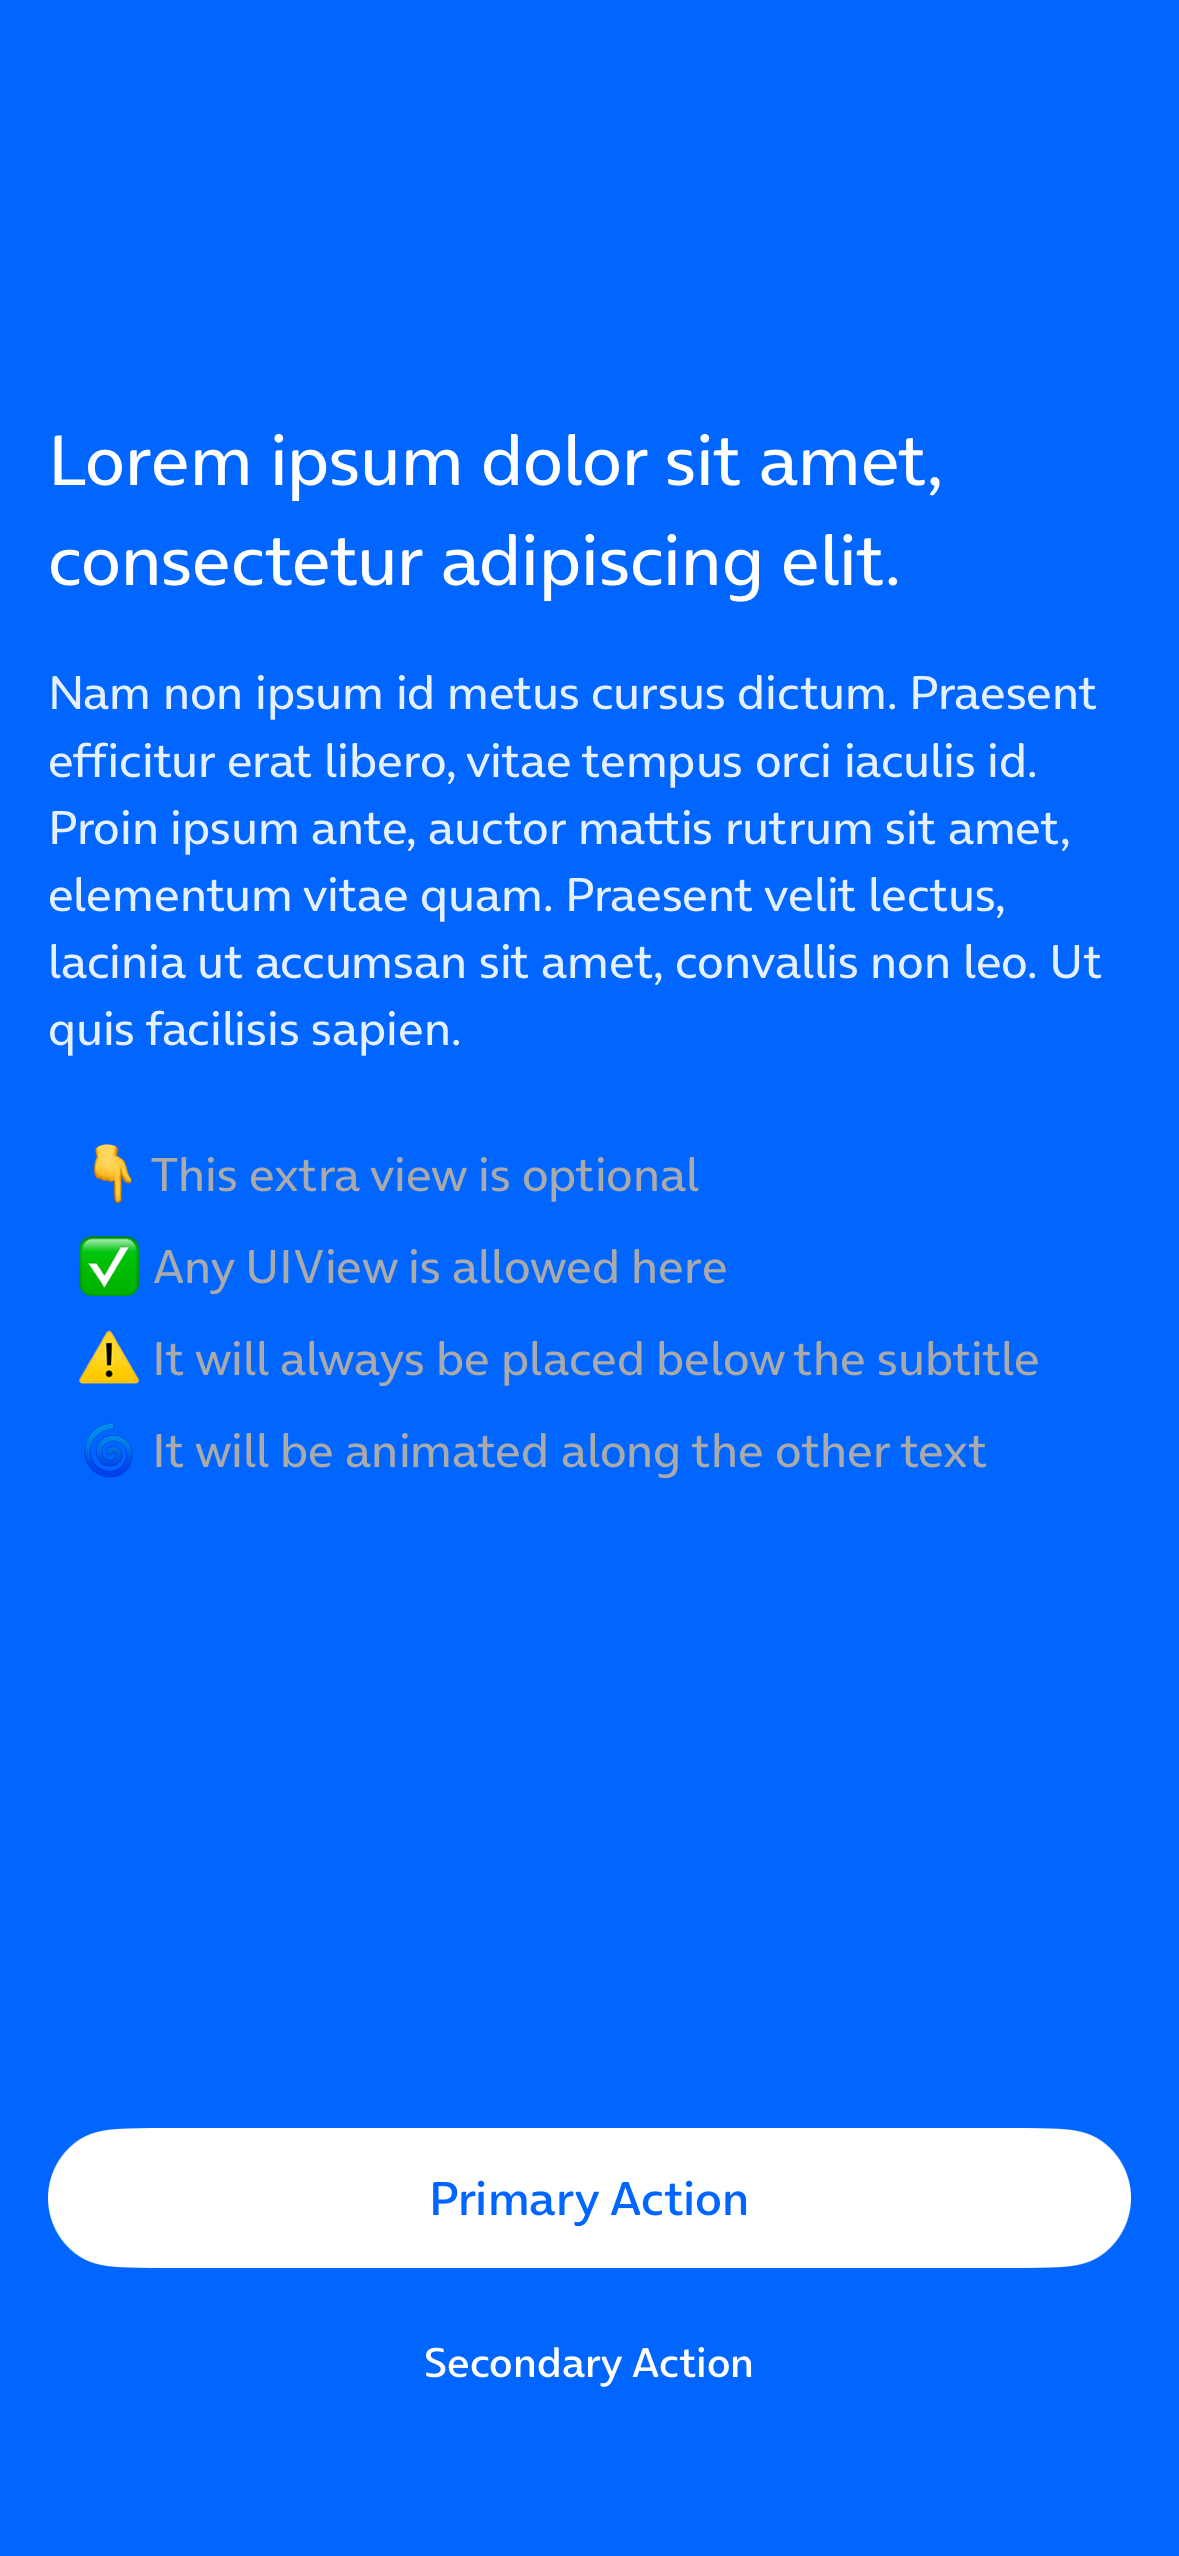 Lorem ipsum dolor sit amet,
consectetur adipiscing elit.
Nam non ipsum id metus cursus dictum. Praesent
efficitur erat libero, vitae tempus orci iaculis id.
Proin ipsum ante, auctor mattis rutrum sit amet,
elementum vitae quam. Praesent velit lectus,
lacinia ut accumsan sit amet, convallis non leo. Ut
quis facilisis sapien.
👇 This extra view is optional
✅ Any UIView is allowed here
⚠️ It will always be placed below the subtitle
🌀 It will be animated along the other text
Primary Action
Secondary Action